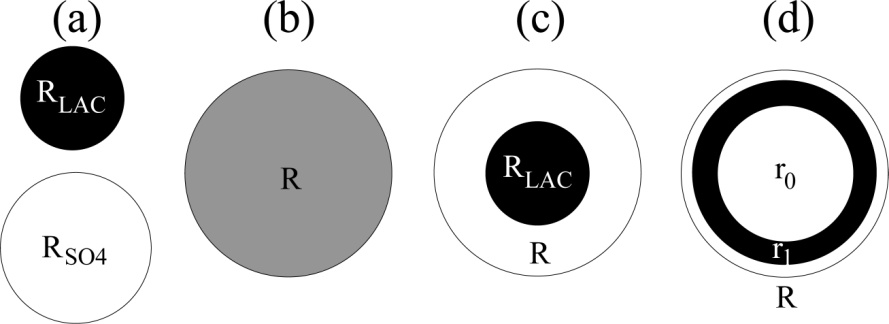 (a) (b) (c) (d)
R_LAC
R_SO4
R
R_LAC
R
r_0
r_1
R